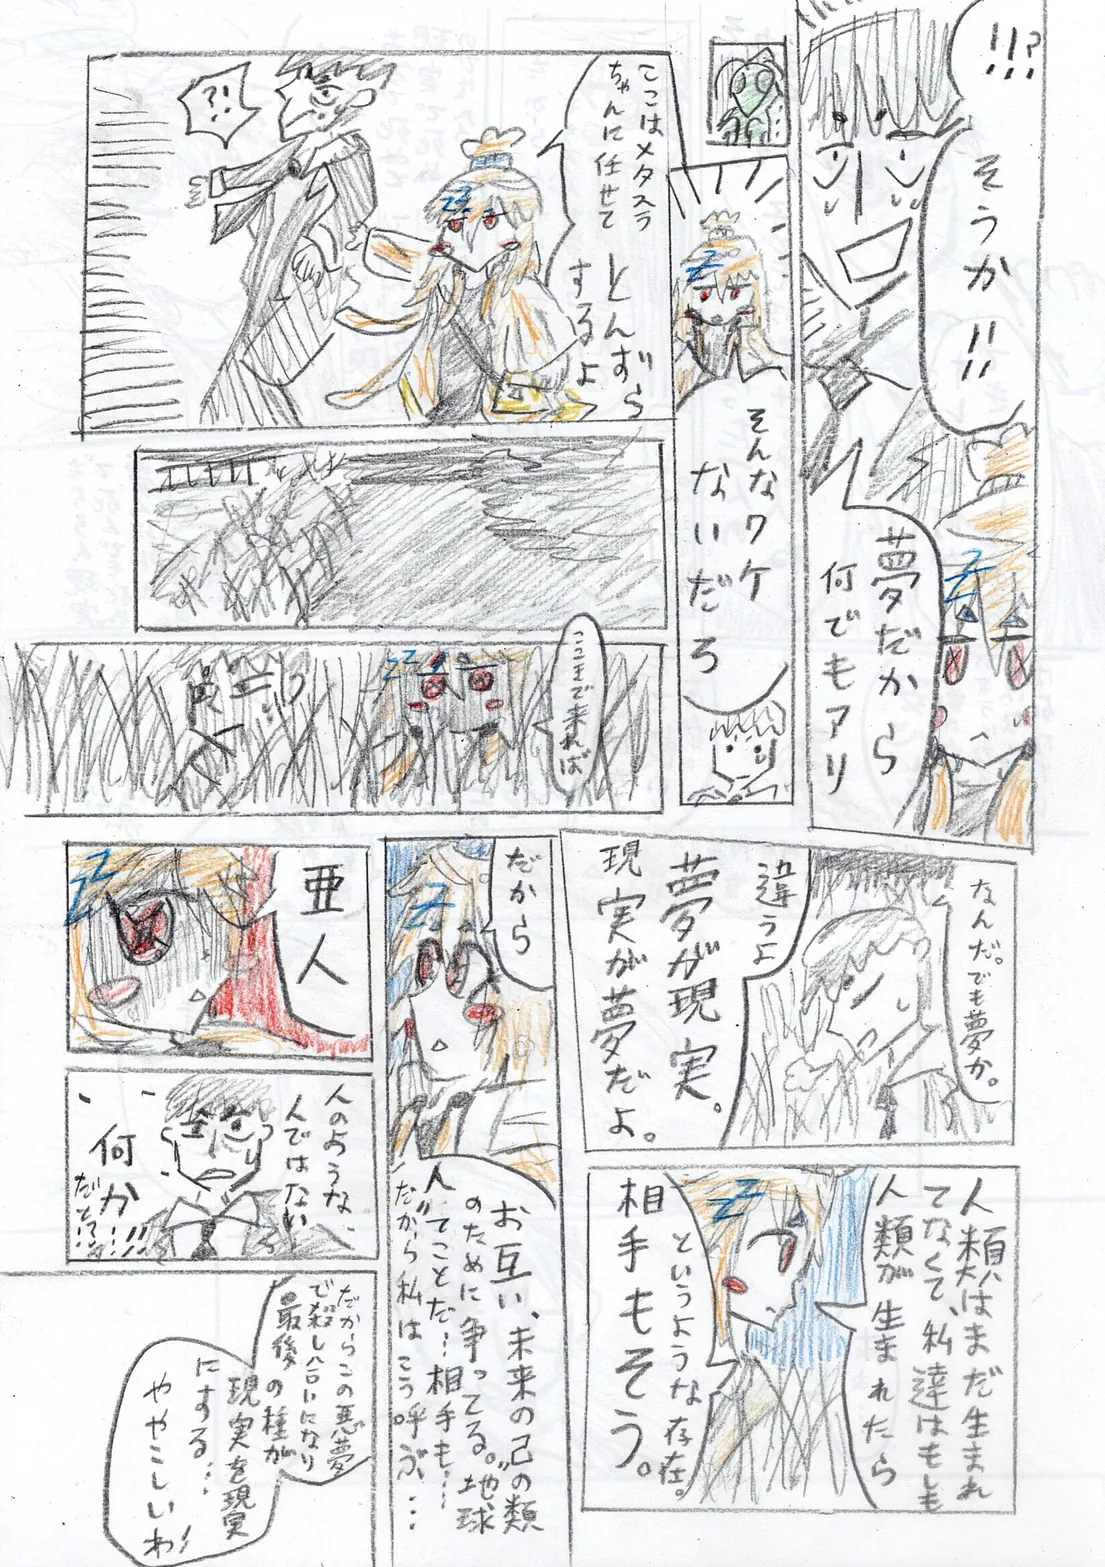 !!!?
そうか!!
夢だから
何でもアリ
そんなワケ
ないだろ
ここはメタスラ
ちゃんに任せて
とんずら
するよ
?!
ここまで来れば
なんだ。でも夢か。
違うよ
夢が現実。
現実が夢だよ。
人類はまだ生まれ
てなくて、私達はもしも
人類が生まれたら
というような存在。
相手もそう。
だから
お互い、未来の己の類
のために争ってる。“地球
人”てことだ…相手も…
だから私はこう呼ぶ…
亜人
人のような
人ではない
何か…!!
だと!?
だからこの悪夢
で殺し合いになり
最後の種が
現実を現実
にする…
ややこしいわ!